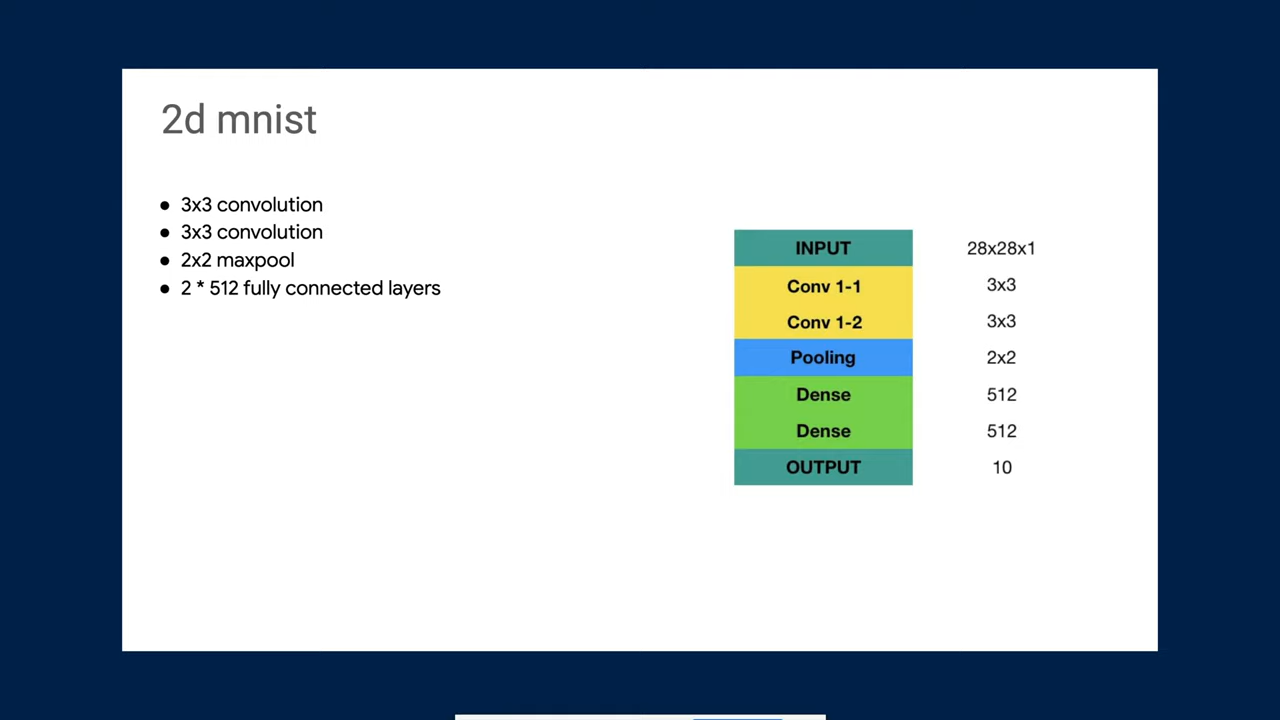 2d mnist
● 3x3 convolution
● 3x3 convolution
● 2x2 maxpool
● 2 * 512 fully connected layers
INPUT 28x28x1
Conv 1-1 3x3
Conv 1-2 3x3
Pooling 2x2
Dense 512
Dense 512
OUTPUT 10